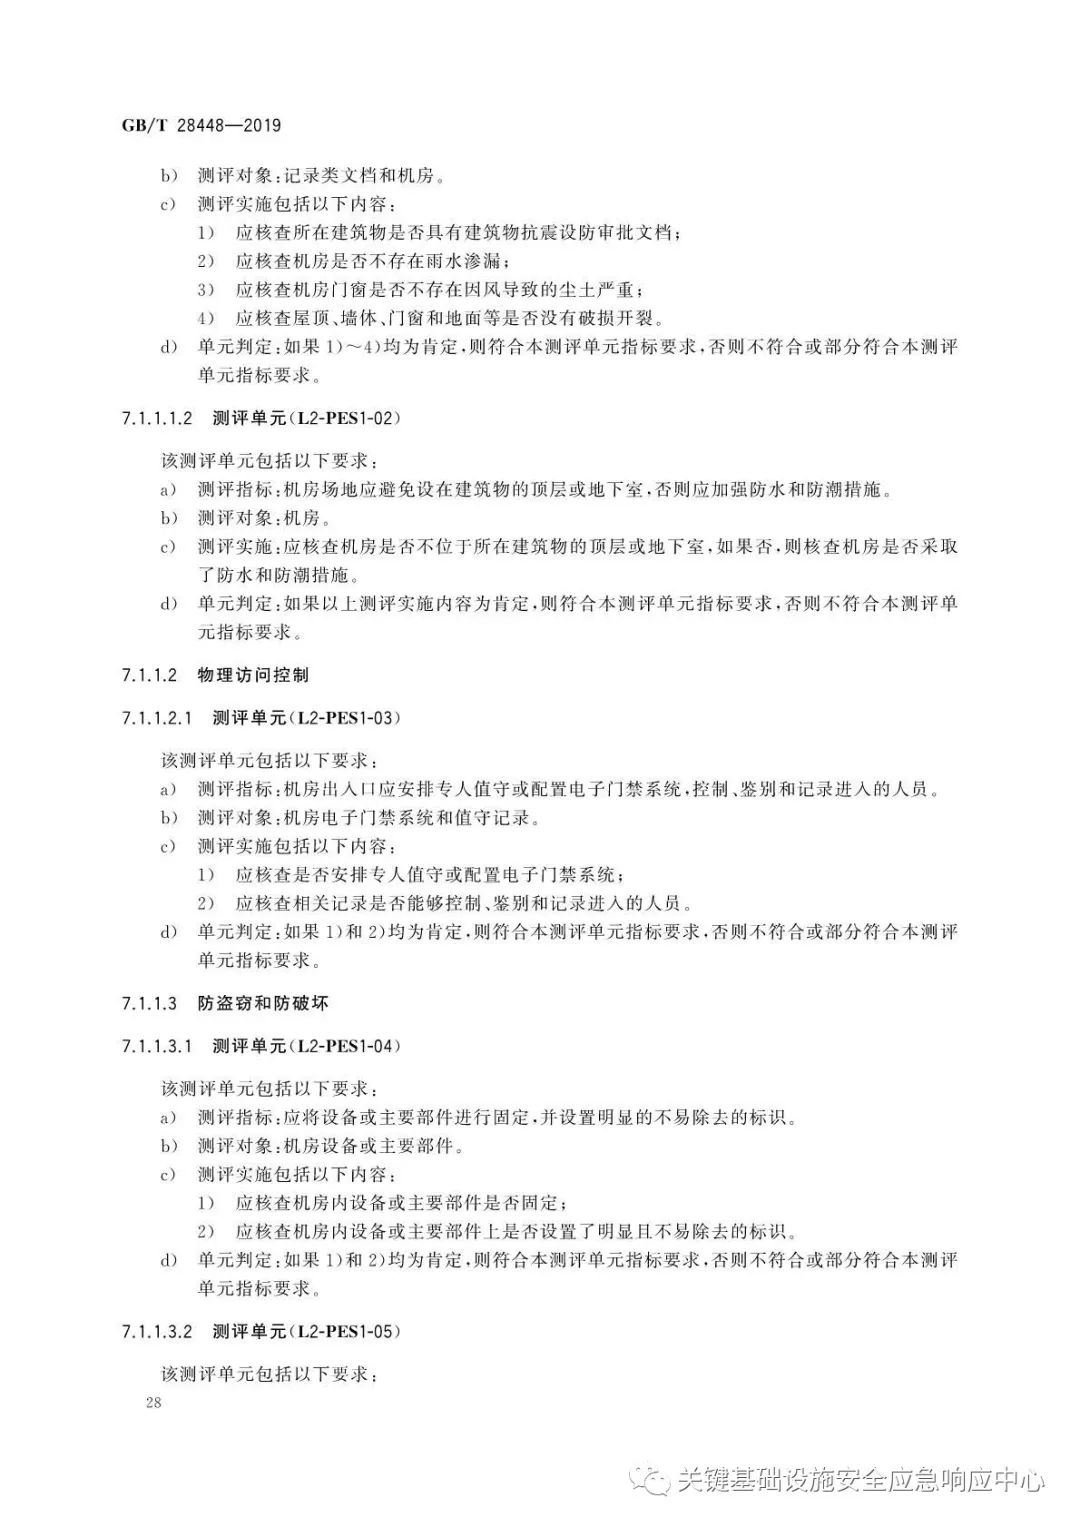 GB/T 28448—2019
b) 测评对象:记录类文档和机房。
c) 测评实施包括以下内容:
1) 应核查所在建筑物是否具有建筑物抗震设防审批文档;
2) 应核查机房是否不存在雨水渗漏;
3) 应核查机房门窗是否不存在因风导致的尘土严重;
4) 应核查屋顶、墙体、门窗和地面等是否没有破损开裂。
d) 单元判定:如果1)～4)均为肯定,则符合本测评单元指标要求,否则不符合或部分符合本测评
单元指标要求。
7.1.1.1.2 测评单元(L2-PES1-02)
该测评单元包括以下要求:
a) 测评指标:机房场地应避免设在建筑物的顶层或地下室,否则应加强防水和防潮措施。
b) 测评对象:机房。
c) 测评实施:应核查机房是否不位于所在建筑物的顶层或地下室,如果否,则核查机房是否采取
了防水和防潮措施。
d) 单元判定:如果以上测评实施内容为肯定,则符合本测评单元指标要求,否则不符合本测评单
元指标要求。
7.1.1.2 物理访问控制
7.1.1.2.1 测评单元(L2-PES1-03)
该测评单元包括以下要求:
a) 测评指标:机房出入口应安排专人值守或配置电子门禁系统,控制、鉴别和记录进入的人员。
b) 测评对象:机房电子门禁系统和值守记录。
c) 测评实施包括以下内容:
1) 应核查是否安排专人值守或配置电子门禁系统;
2) 应核查相关记录是否能够控制、鉴别和记录进入的人员。
d) 单元判定:如果1)和2)均为肯定,则符合本测评单元指标要求,否则不符合或部分符合本测评
单元指标要求。
7.1.1.3 防盗窃和防破坏
7.1.1.3.1 测评单元(L2-PES1-04)
该测评单元包括以下要求:
a) 测评指标:应将设备或主要部件进行固定,并设置明显的不易除去的标识。
b) 测评对象:机房设备或主要部件。
c) 测评实施包括以下内容:
1) 应核查机房内设备或主要部件是否固定;
2) 应核查机房内设备或主要部件上是否设置了明显且不易除去的标识。
d) 单元判定:如果1)和2)均为肯定,则符合本测评单元指标要求,否则不符合或部分符合本测评
单元指标要求。
7.1.1.3.2 测评单元(L2-PES1-05)
该测评单元包括以下要求:
28
关键基础设施安全应急响应中心